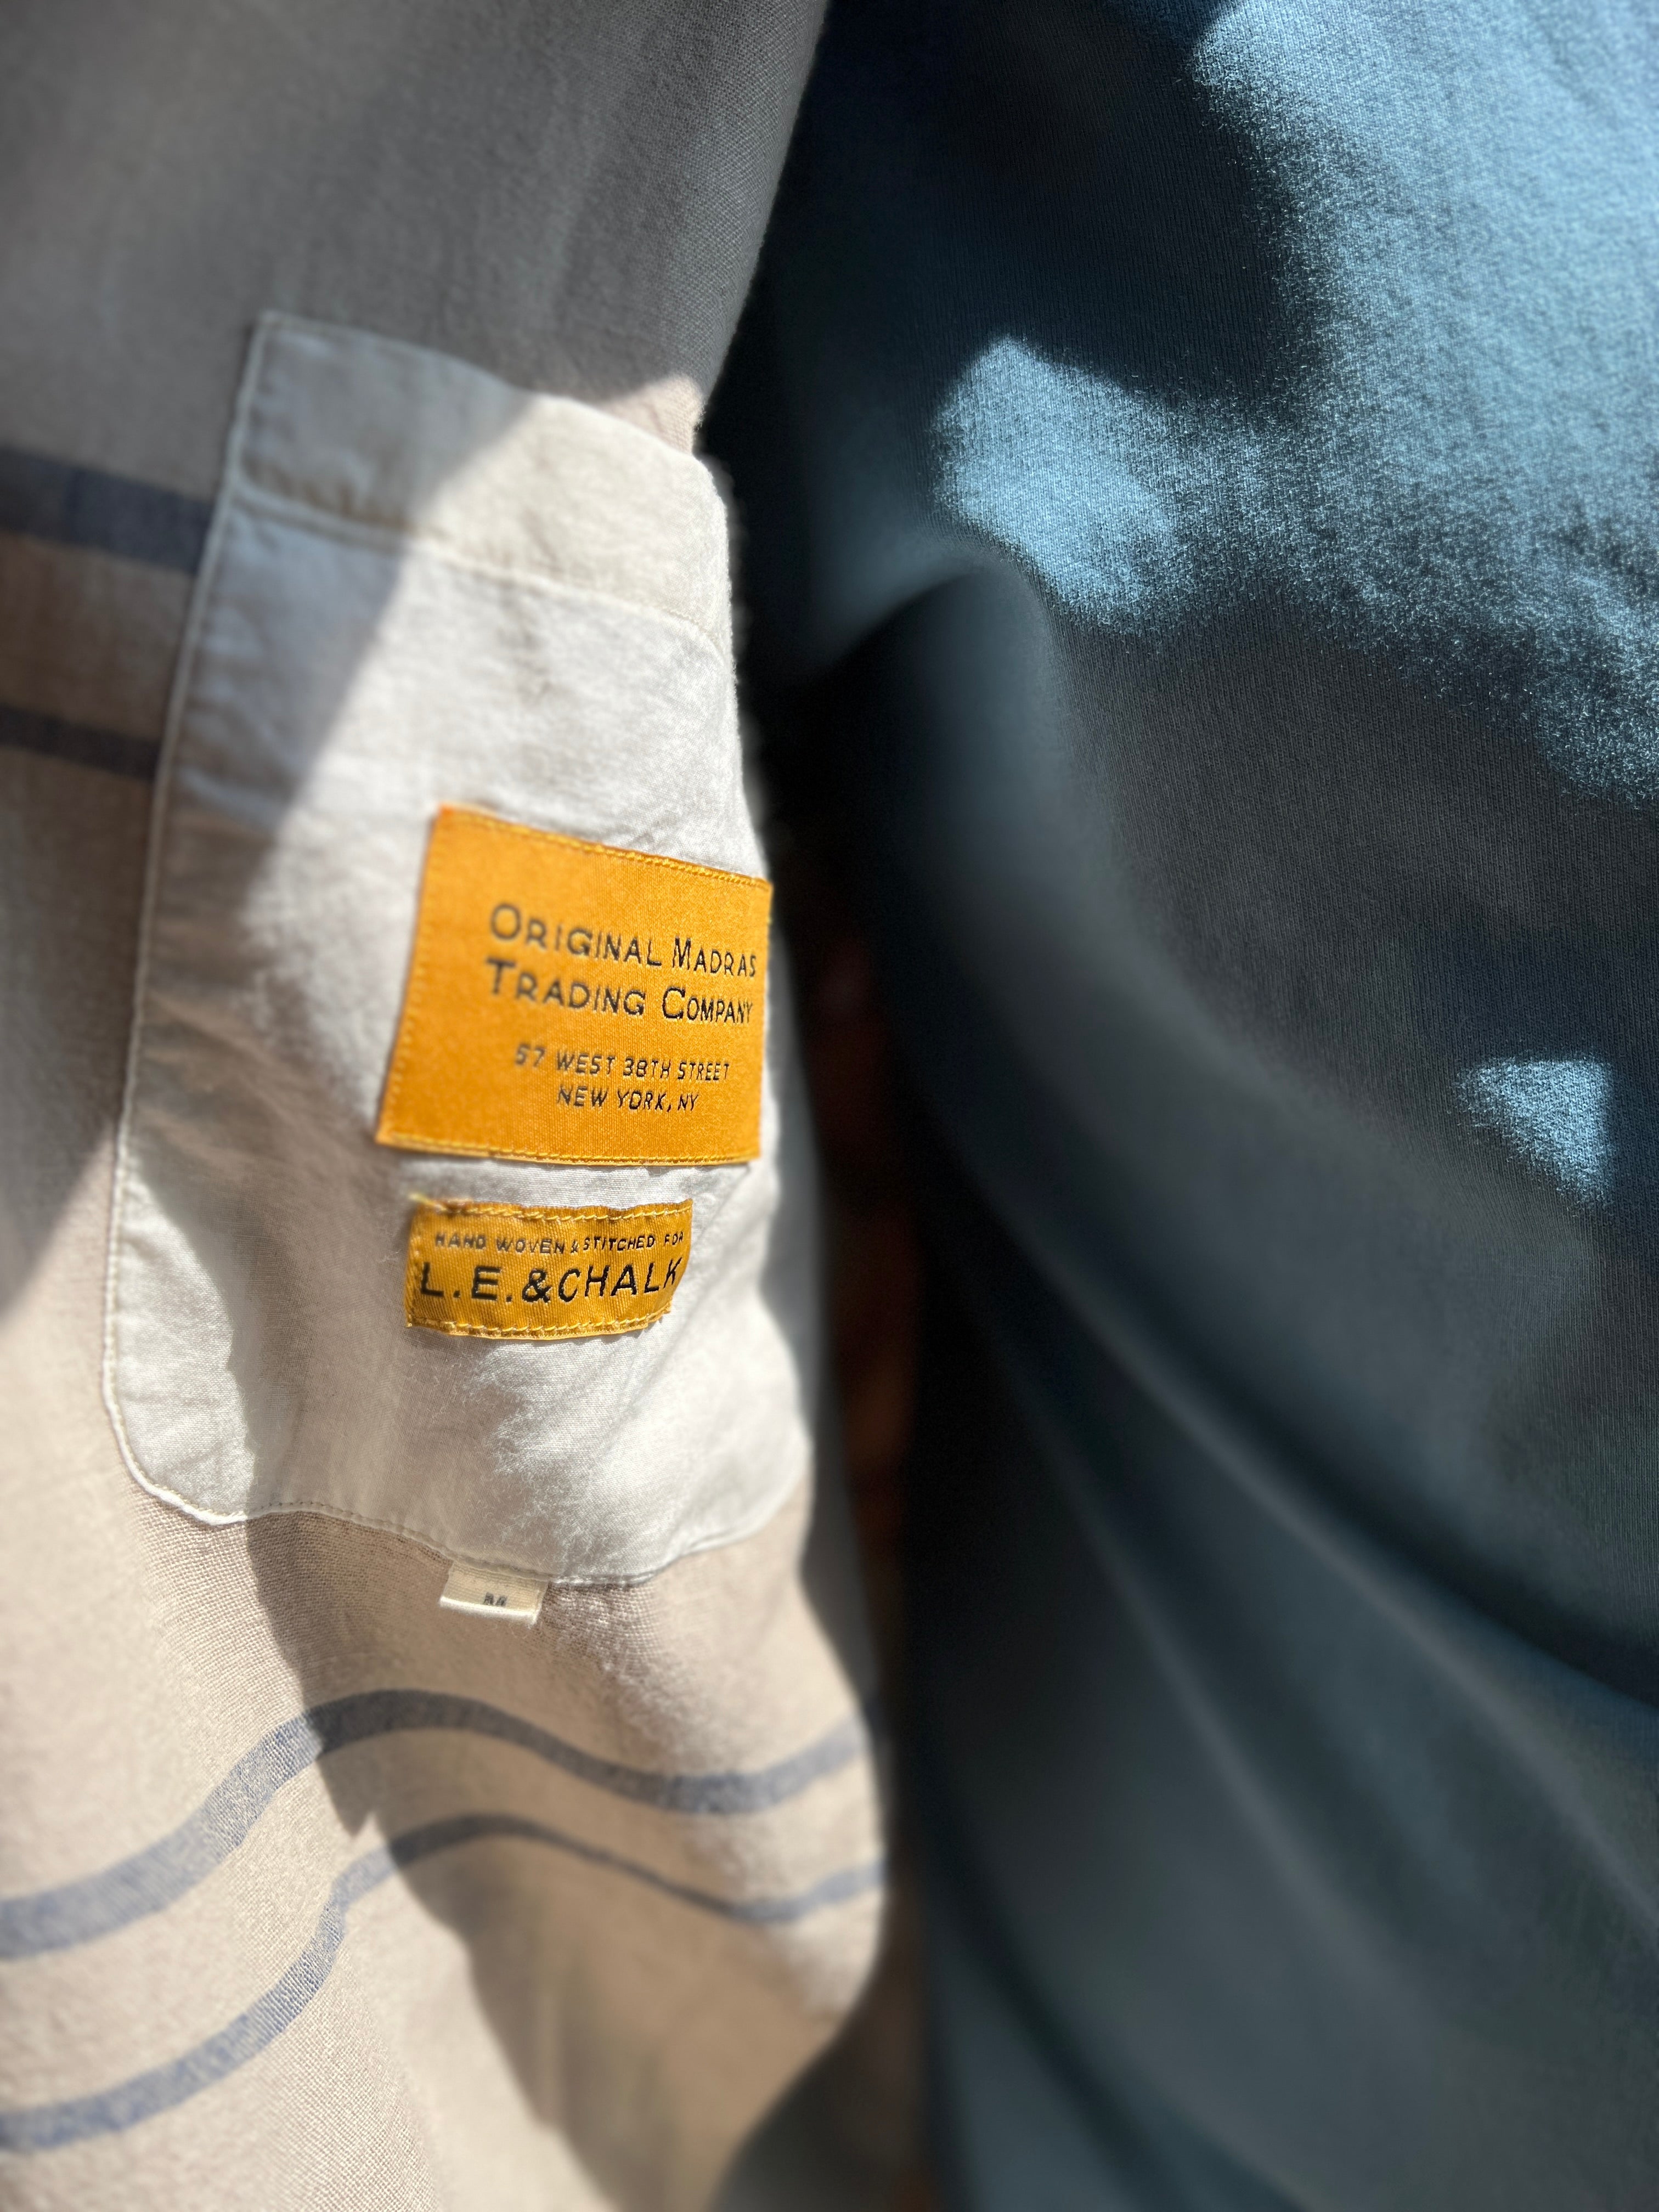 ORIGINAL MADRAS
TRADING COMPANY
57 WEST 38TH STREET
NEW YORK, NY
HAND WOVEN & STITCHED FOR
L.E.&CHALK
M